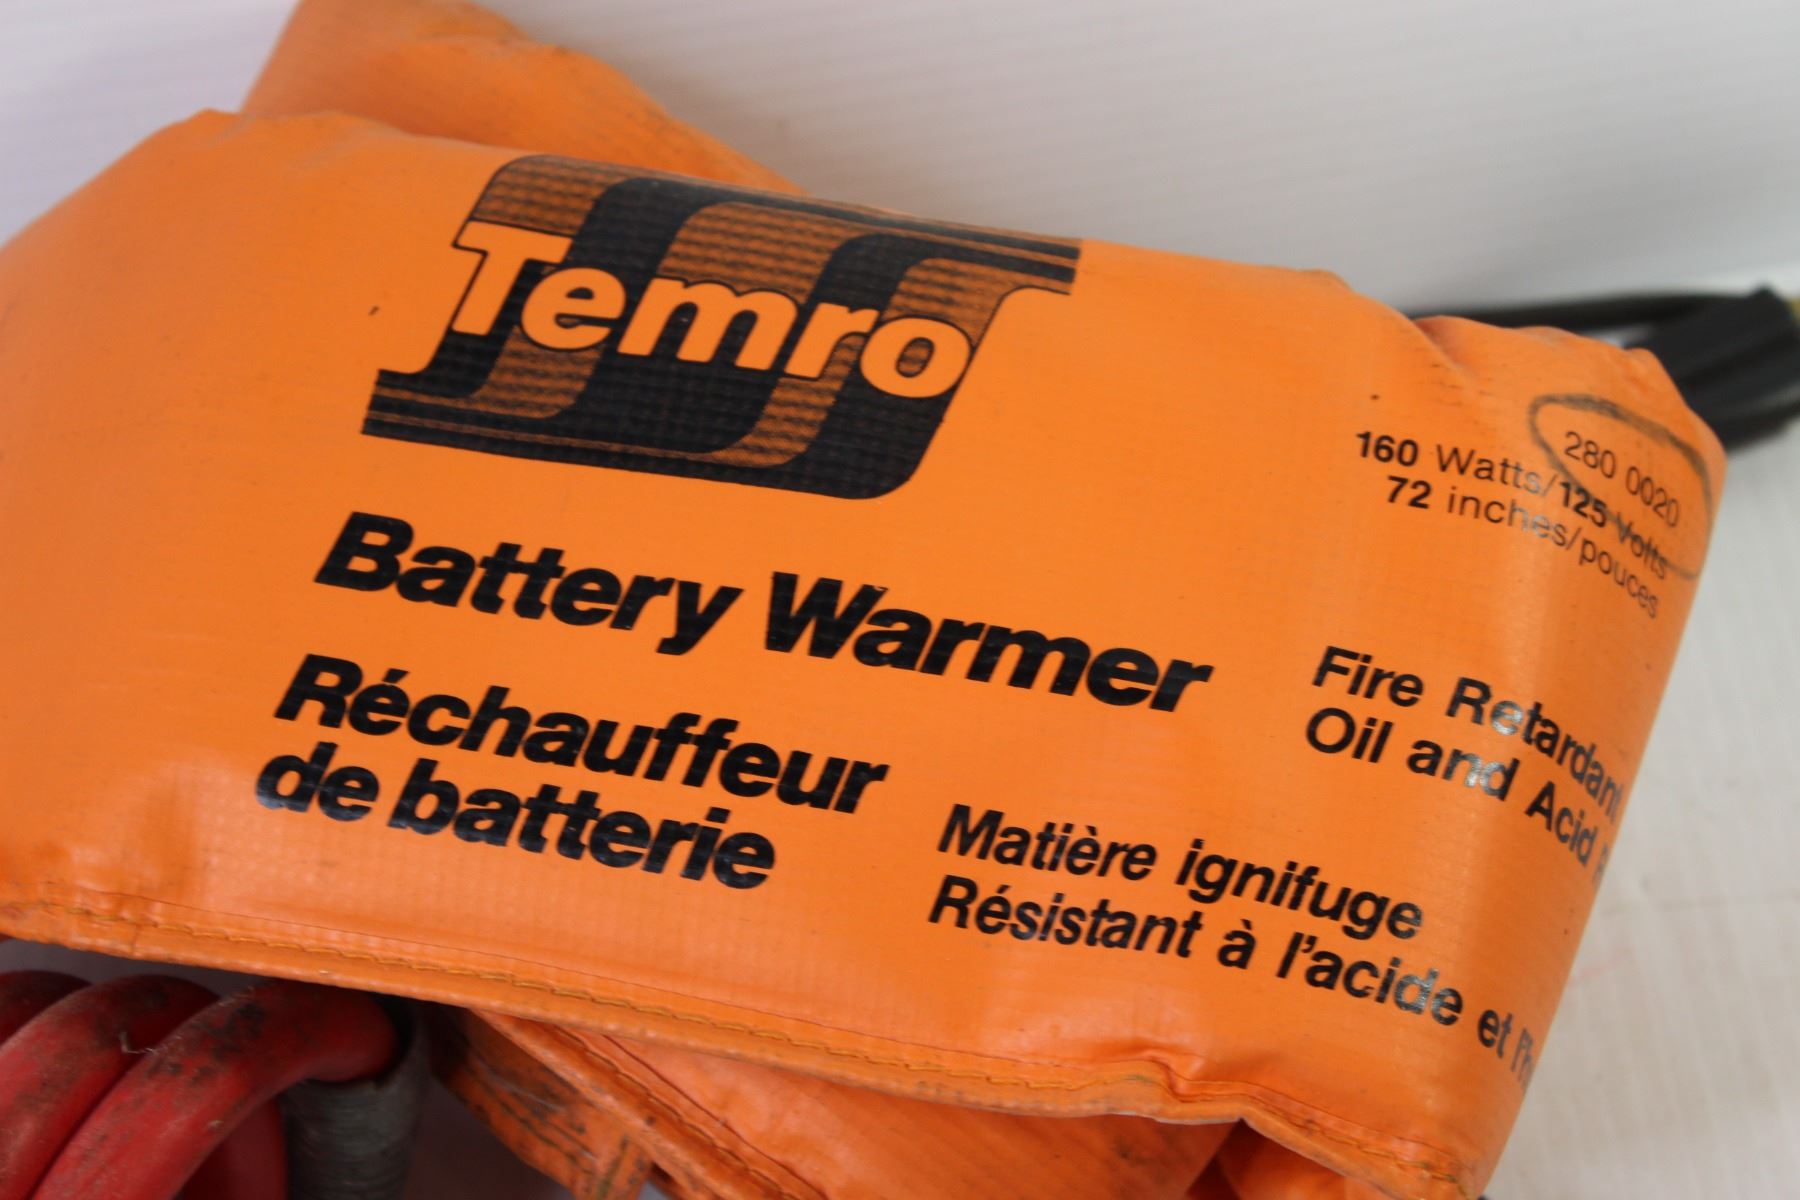 Temro
280 0020
160 Watts/125 Volts
72 inches/pouces
Battery Warmer
Réchauffeur
de batterie
Fire Retardant
Oil and Acid
Matière ignifuge
Résistant à l'acide et